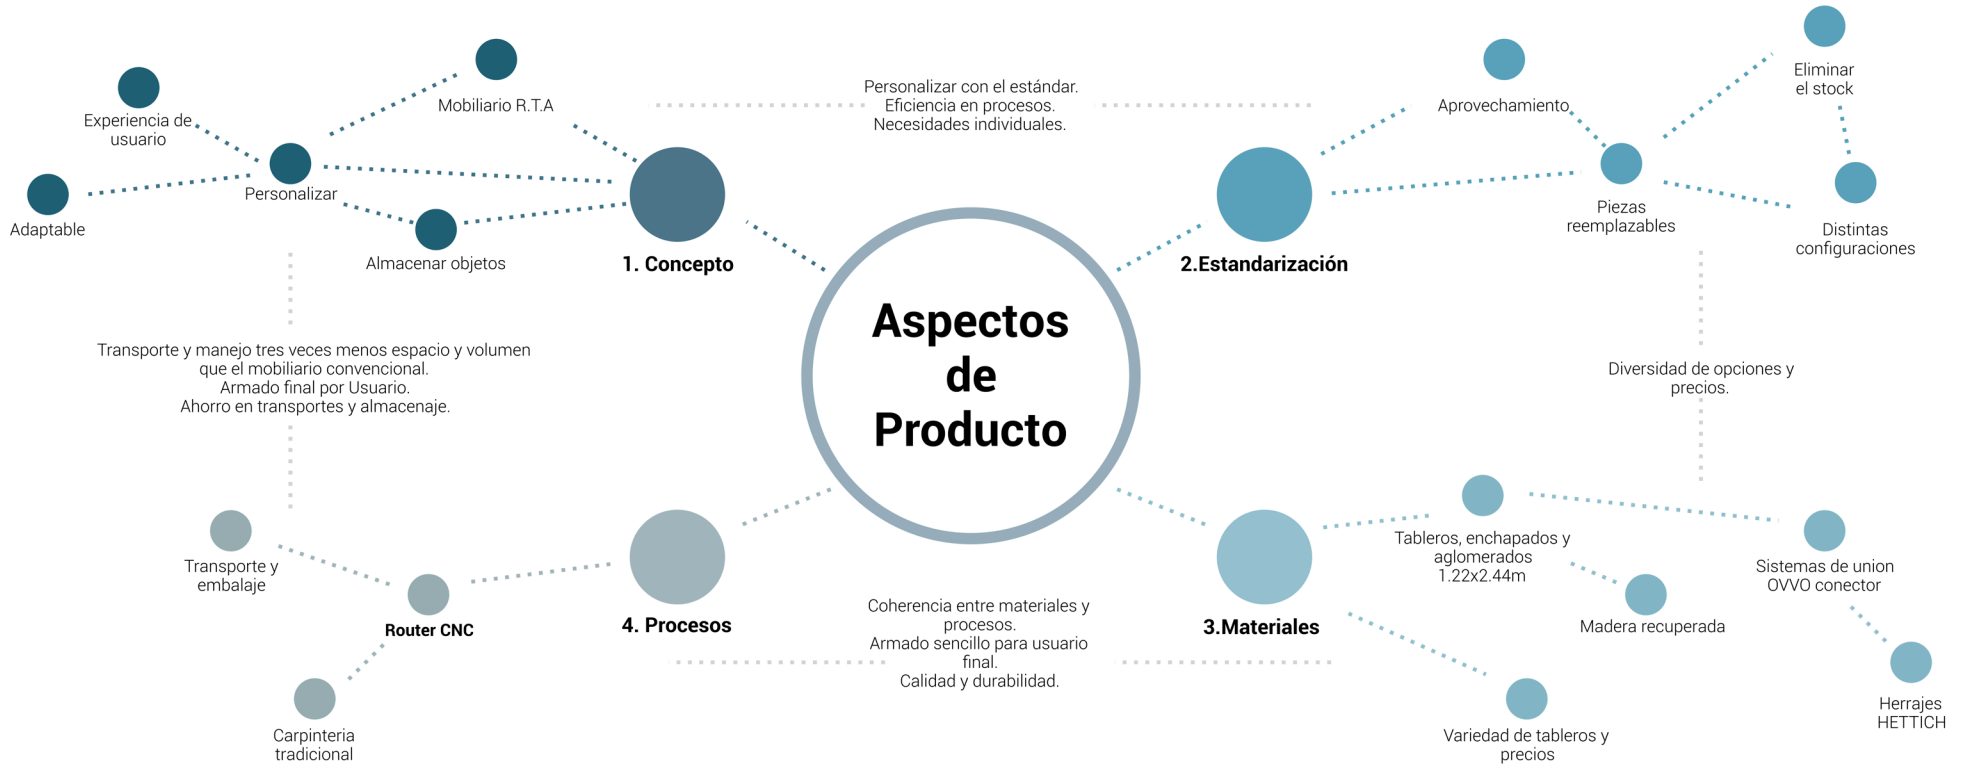 Aspectos
de
Producto
1. Concepto
Mobiliario R.T.A
Experiencia de
usuario
Personalizar
Adaptable
Almacenar objetos
Personalizar con el estándar.
Eficiencia en procesos.
Necesidades individuales.
2.Estandarización
Aprovechamiento
Piezas
reemplazables
Eliminar
el stock
Distintas
configuraciones
Diversidad de opciones y
precios.
3.Materiales
Tableros, enchapados y
aglomerados
1.22x2.44m
Madera recuperada
Sistemas de union
OVVO conector
Herrajes
HETTICH
Variedad de tableros y
precios
Coherencia entre materiales y
procesos.
Armado sencillo para usuario
final.
Calidad y durabilidad.
4. Procesos
Router CNC
Transporte y
embalaje
Carpinteria
tradicional
Transporte y manejo tres veces menos espacio y volumen
que el mobiliario convencional.
Armado final por Usuario.
Ahorro en transportes y almacenaje.